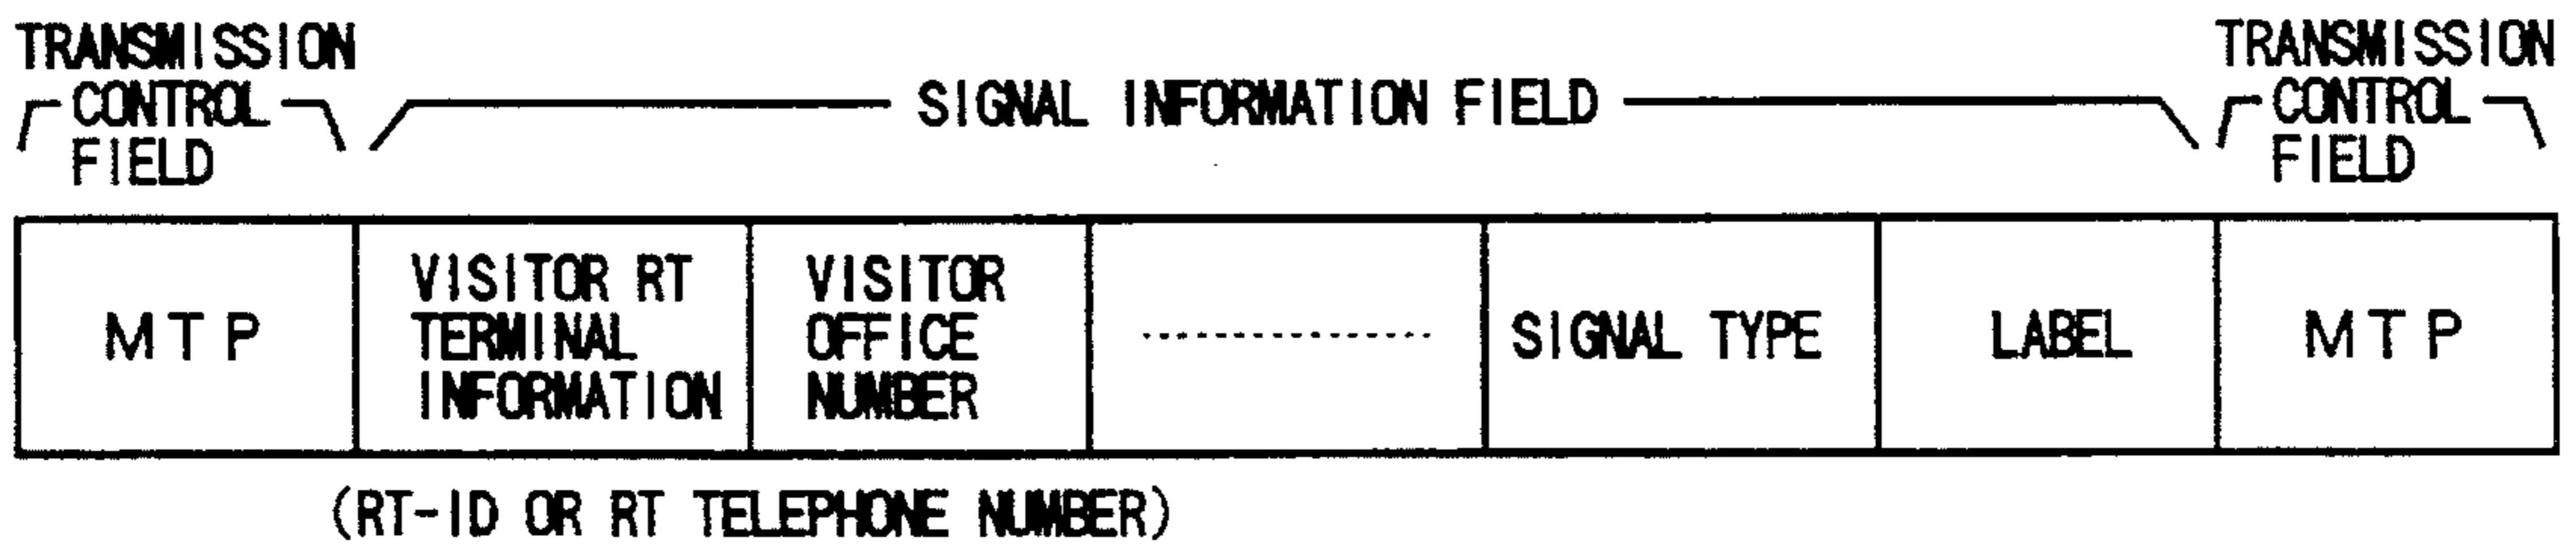 TRANSMISSION
CONTROL
FIELD
SIGNAL INFORMATION FIELD
TRANSMISSION
CONTROL
FIELD
MTP
VISITOR RT
TERMINAL
INFORMATION
VISITOR
OFFICE
NUMBER
SIGNAL TYPE
LABEL
MTP
(RT-ID OR RT TELEPHONE NUMBER)